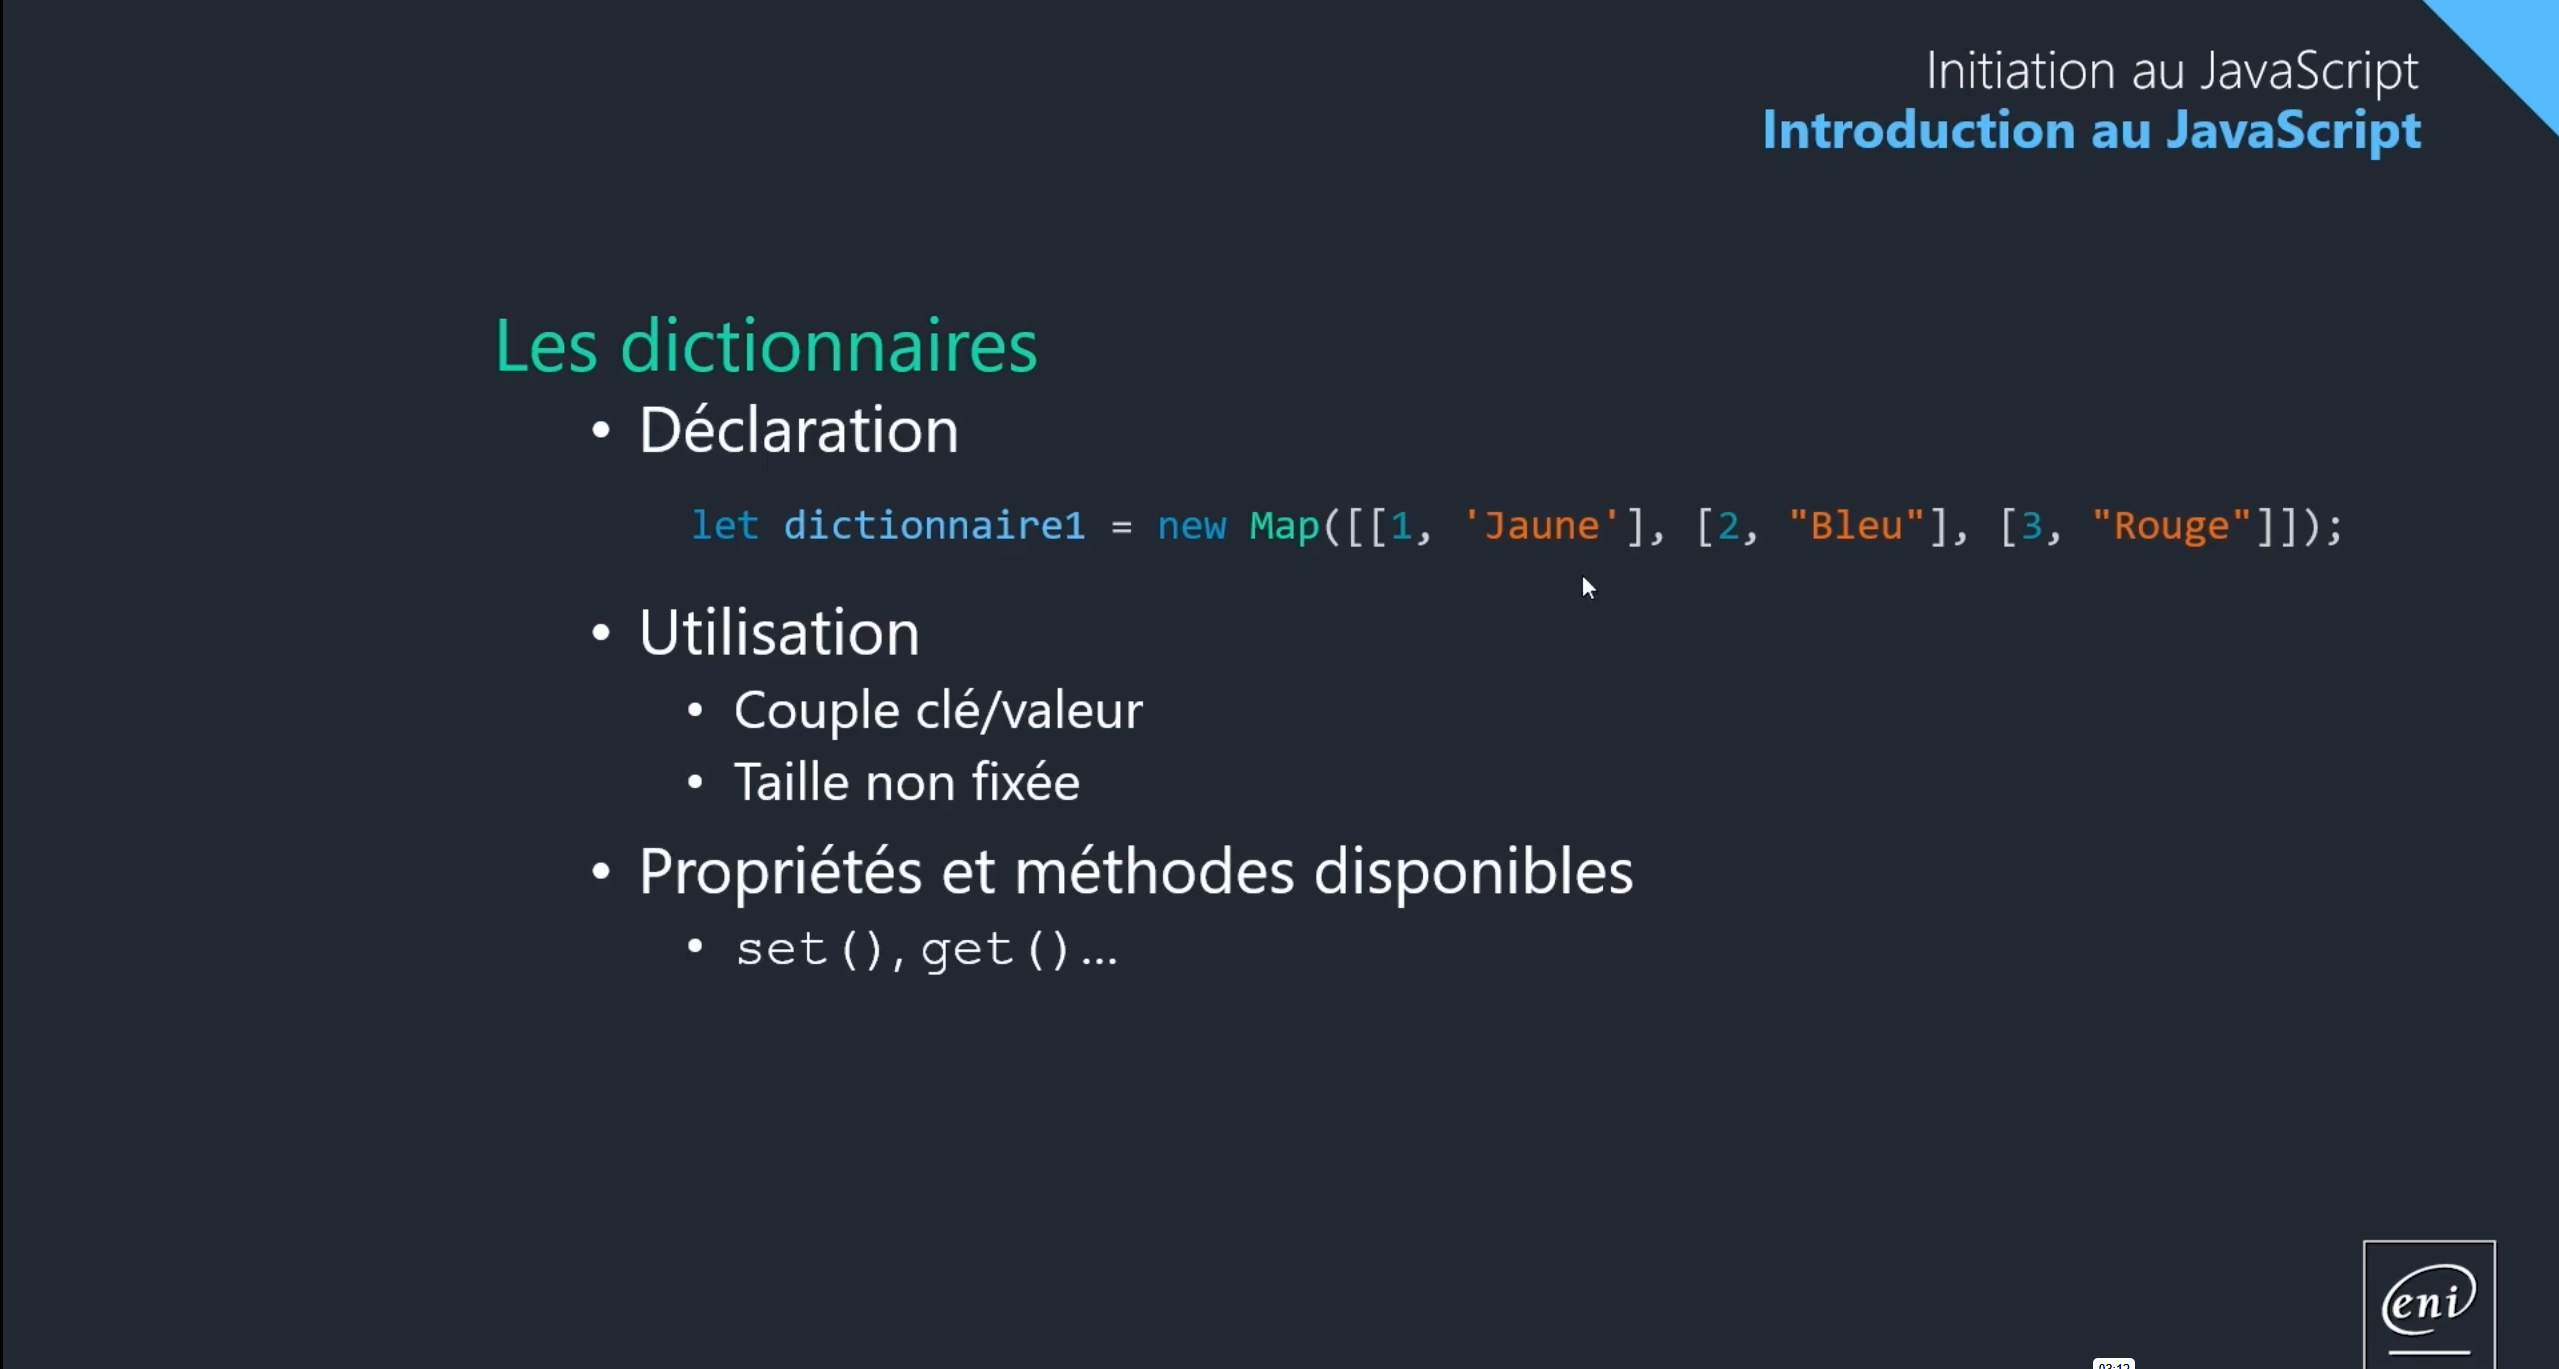 Initiation au JavaScript
Introduction au JavaScript
Les dictionnaires
• Déclaration
let dictionnaire1 = new Map([[1, 'Jaune'], [2, "Bleu"], [3, "Rouge"]]);
• Utilisation
• Couple clé/valeur
• Taille non fixée
• Propriétés et méthodes disponibles
• set(), get()…
eni